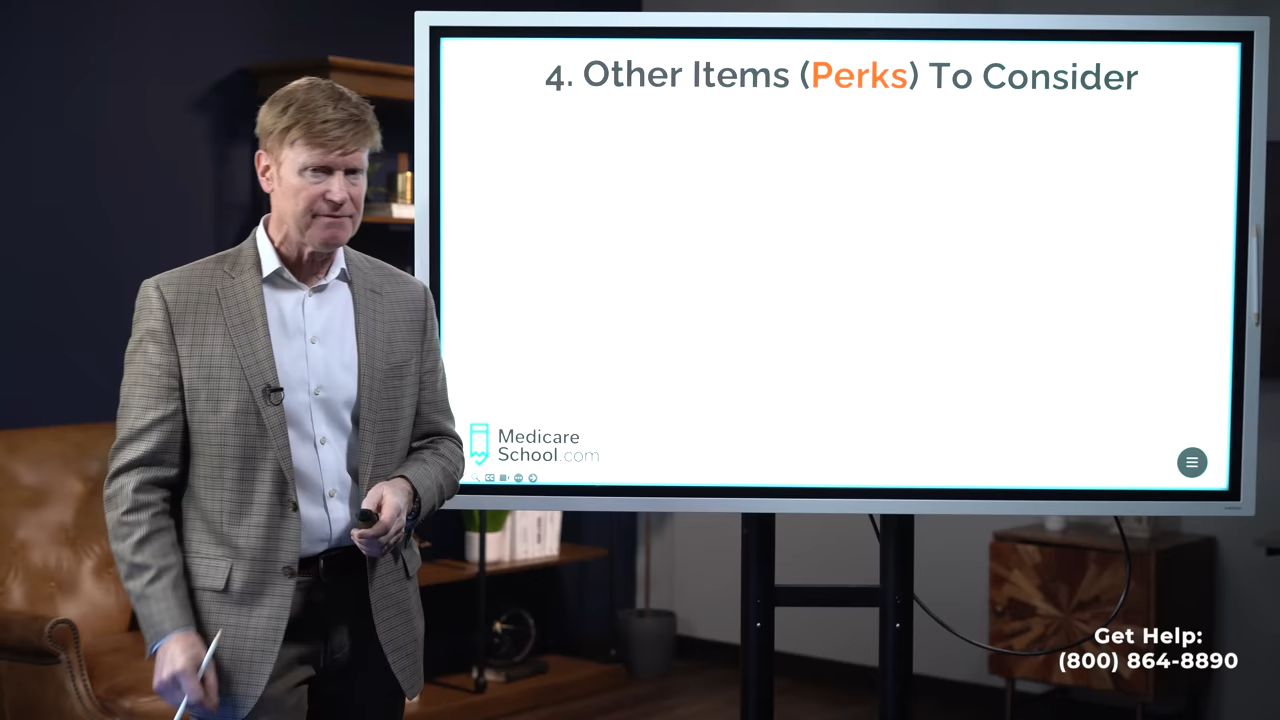 4. Other Items (Perks) To Consider
Medicare
School.com
Get Help:
(800) 864-8890